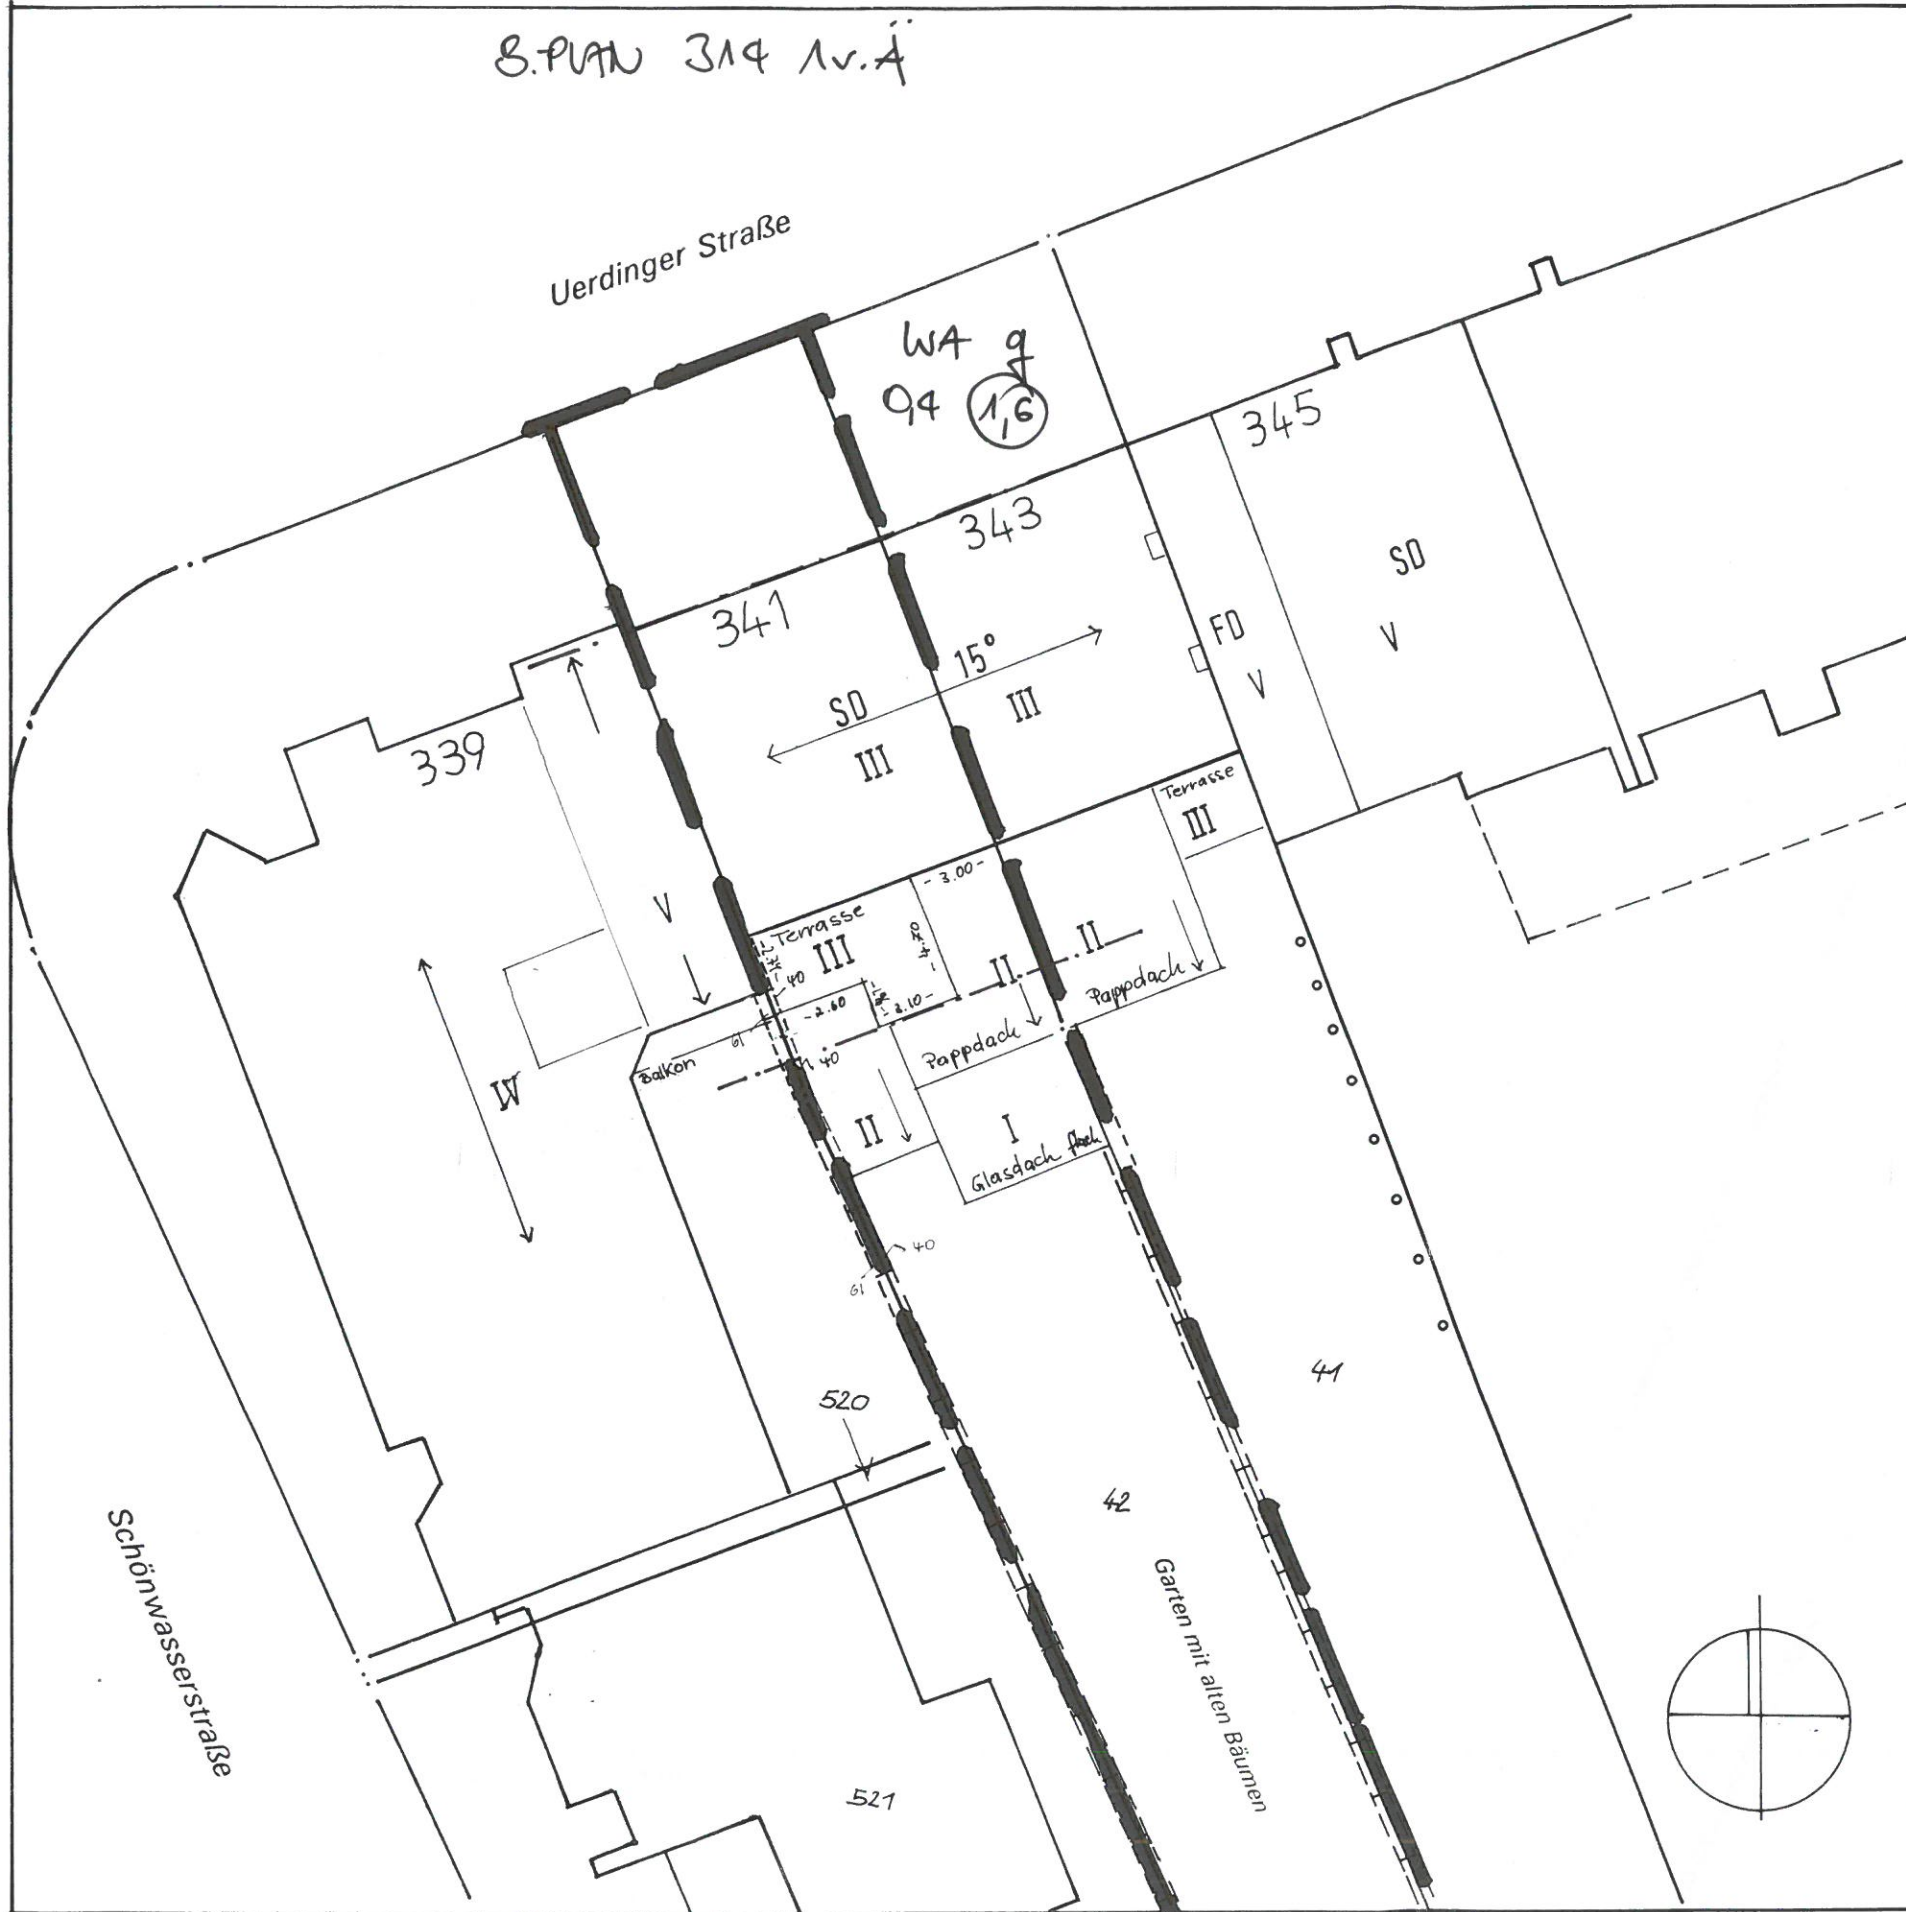 B.-PLAN 314 1v.Ä
Uerdinger Straße
WA g
0,4 1,6
345
343
341
339
SD
V
FD
V
15°
III
SD
III
V
IV
Terrasse
III
- 3.00 -
Terrasse
III
40
- 2.60
- 2.10 -
II
II
Pappdach
Pappdach
61
40
Balkon
II
I
Glasdach flach
40
61
520
41
42
Garten mit alten Bäumen
Schönwasserstraße
521